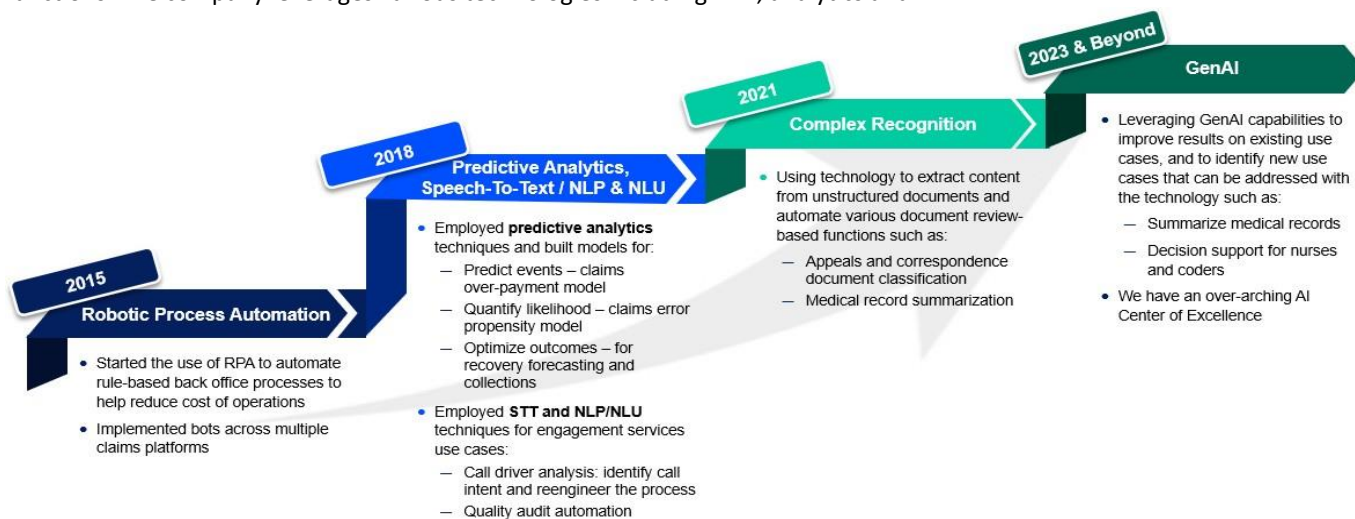 2015
Robotic Process Automation
• Started the use of RPA to automate
rule-based back office processes to
help reduce cost of operations
• Implemented bots across multiple
claims platforms
2018
Predictive Analytics,
Speech-To-Text / NLP & NLU
• Employed predictive analytics
techniques and built models for:
— Predict events – claims
over-payment model
— Quantify likelihood – claims error
propensity model
— Optimize outcomes – for
recovery forecasting and
collections
• Employed STT and NLP/NLU
techniques for engagement services
use cases:
— Call driver analysis: identify call
intent and reengineer the process
— Quality audit automation
2021
Complex Recognition
• Using technology to extract content
from unstructured documents and
automate various document review-
based functions such as:
— Appeals and correspondence
document classification
— Medical record summarization
2023 & Beyond
GenAI
• Leveraging GenAI capabilities to
improve results on existing use
cases, and to identify new use
cases that can be addressed with
the technology such as:
— Summarize medical records
— Decision support for nurses
and coders
• We have an over-arching AI
Center of Excellence